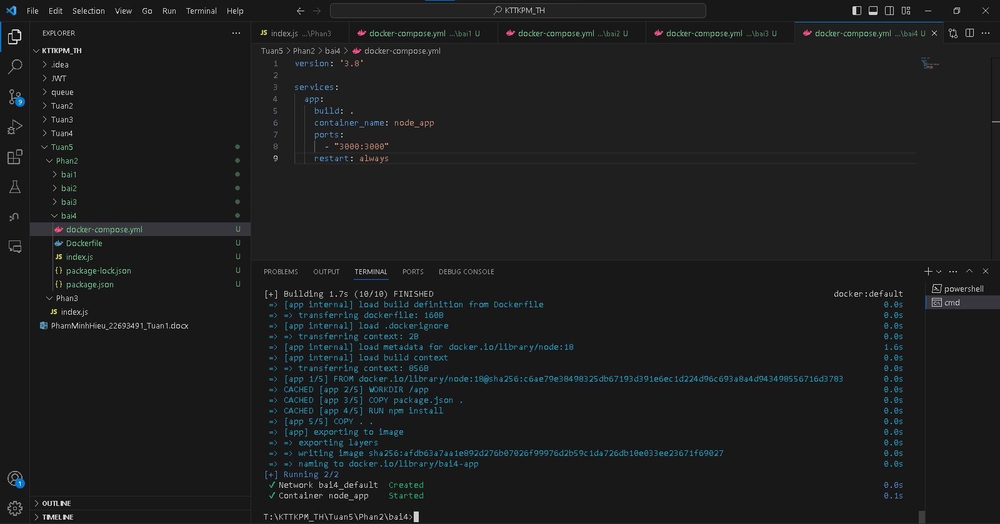 File Edit Selection View Go Run Terminal Help
KTTKPM_TH
EXPLORER
KTTKPM_TH
.idea
JWT
queue
Tuan2
Tuan3
Tuan4
Tuan5
Phan2
bai1
bai2
bai3
bai4
docker-compose.yml U
Dockerfile U
JS index.js U
{} package-lock.json U
{} package.json U
Phan3
JS index.js
PhamMinhHieu_22693491_Tuan1.docx
OUTLINE
TIMELINE
9
1
JS index.js ...\Phan3
docker-compose.yml ...\bai1 U
docker-compose.yml ...\bai2 U
docker-compose.yml ...\bai3 U
docker-compose.yml ...\bai4 U
Tuan5 > Phan2 > bai4 > docker-compose.yml
1 version: '3.8'
2
3 services:
4 app:
5 build: .
6 container_name: node_app
7 ports:
8 - "3000:3000"
9 restart: always
PROBLEMS OUTPUT TERMINAL PORTS DEBUG CONSOLE
powershell
cmd
[+] Building 1.7s (10/10) FINISHED docker:default
=> [app internal] load build definition from Dockerfile 0.0s
=> => transferring dockerfile: 160B 0.0s
=> [app internal] load .dockerignore 0.0s
=> => transferring context: 2B 0.0s
=> [app internal] load metadata for docker.io/library/node:18 1.6s
=> [app internal] load build context 0.0s
=> => transferring context: 856B 0.0s
=> [app 1/5] FROM docker.io/library/node:18@sha256:c6ae79e38498325db67193d391e6ec1d224d96c693a8a4d943498556716d3783 0.0s
=> CACHED [app 2/5] WORKDIR /app 0.0s
=> CACHED [app 3/5] COPY package.json . 0.0s
=> CACHED [app 4/5] RUN npm install 0.0s
=> [app 5/5] COPY . . 0.0s
=> [app] exporting to image 0.0s
=> => exporting layers 0.0s
=> => writing image sha256:afdb63a7aa1e892d276b07026f99976d2b59c1da726db10e033ee23671f69027 0.0s
=> => naming to docker.io/library/bai4-app 0.0s
[+] Running 2/2
✓ Network bai4_default Created 0.0s
✓ Container node_app Started 0.1s
T:\KTTKPM_TH\Tuan5\Phan2\bai4>